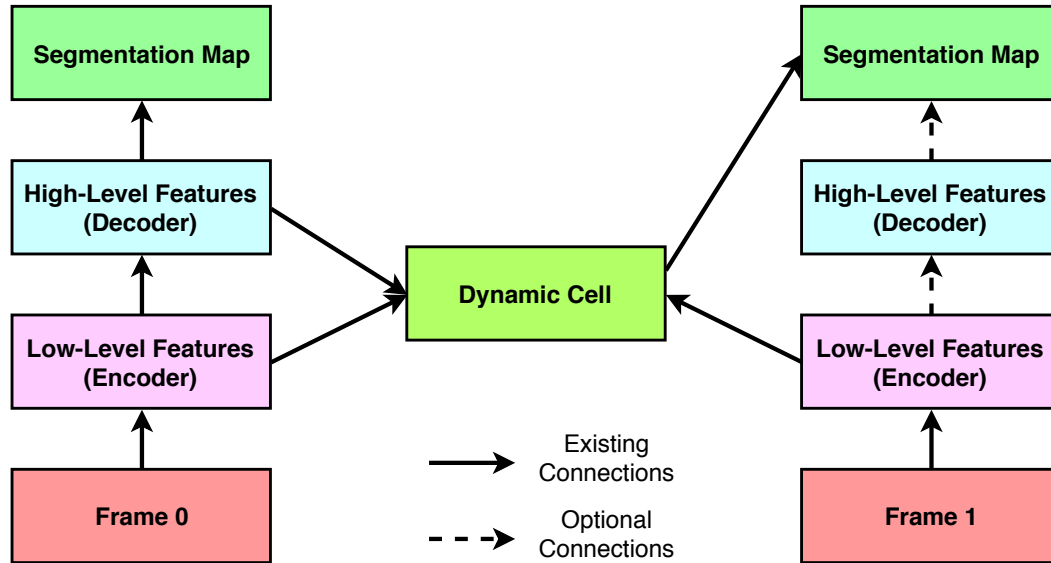 Segmentation Map
High-Level Features
(Decoder)
Low-Level Features
(Encoder)
Frame 0
Dynamic Cell
Existing
Connections
Optional
Connections
Segmentation Map
High-Level Features
(Decoder)
Low-Level Features
(Encoder)
Frame 1